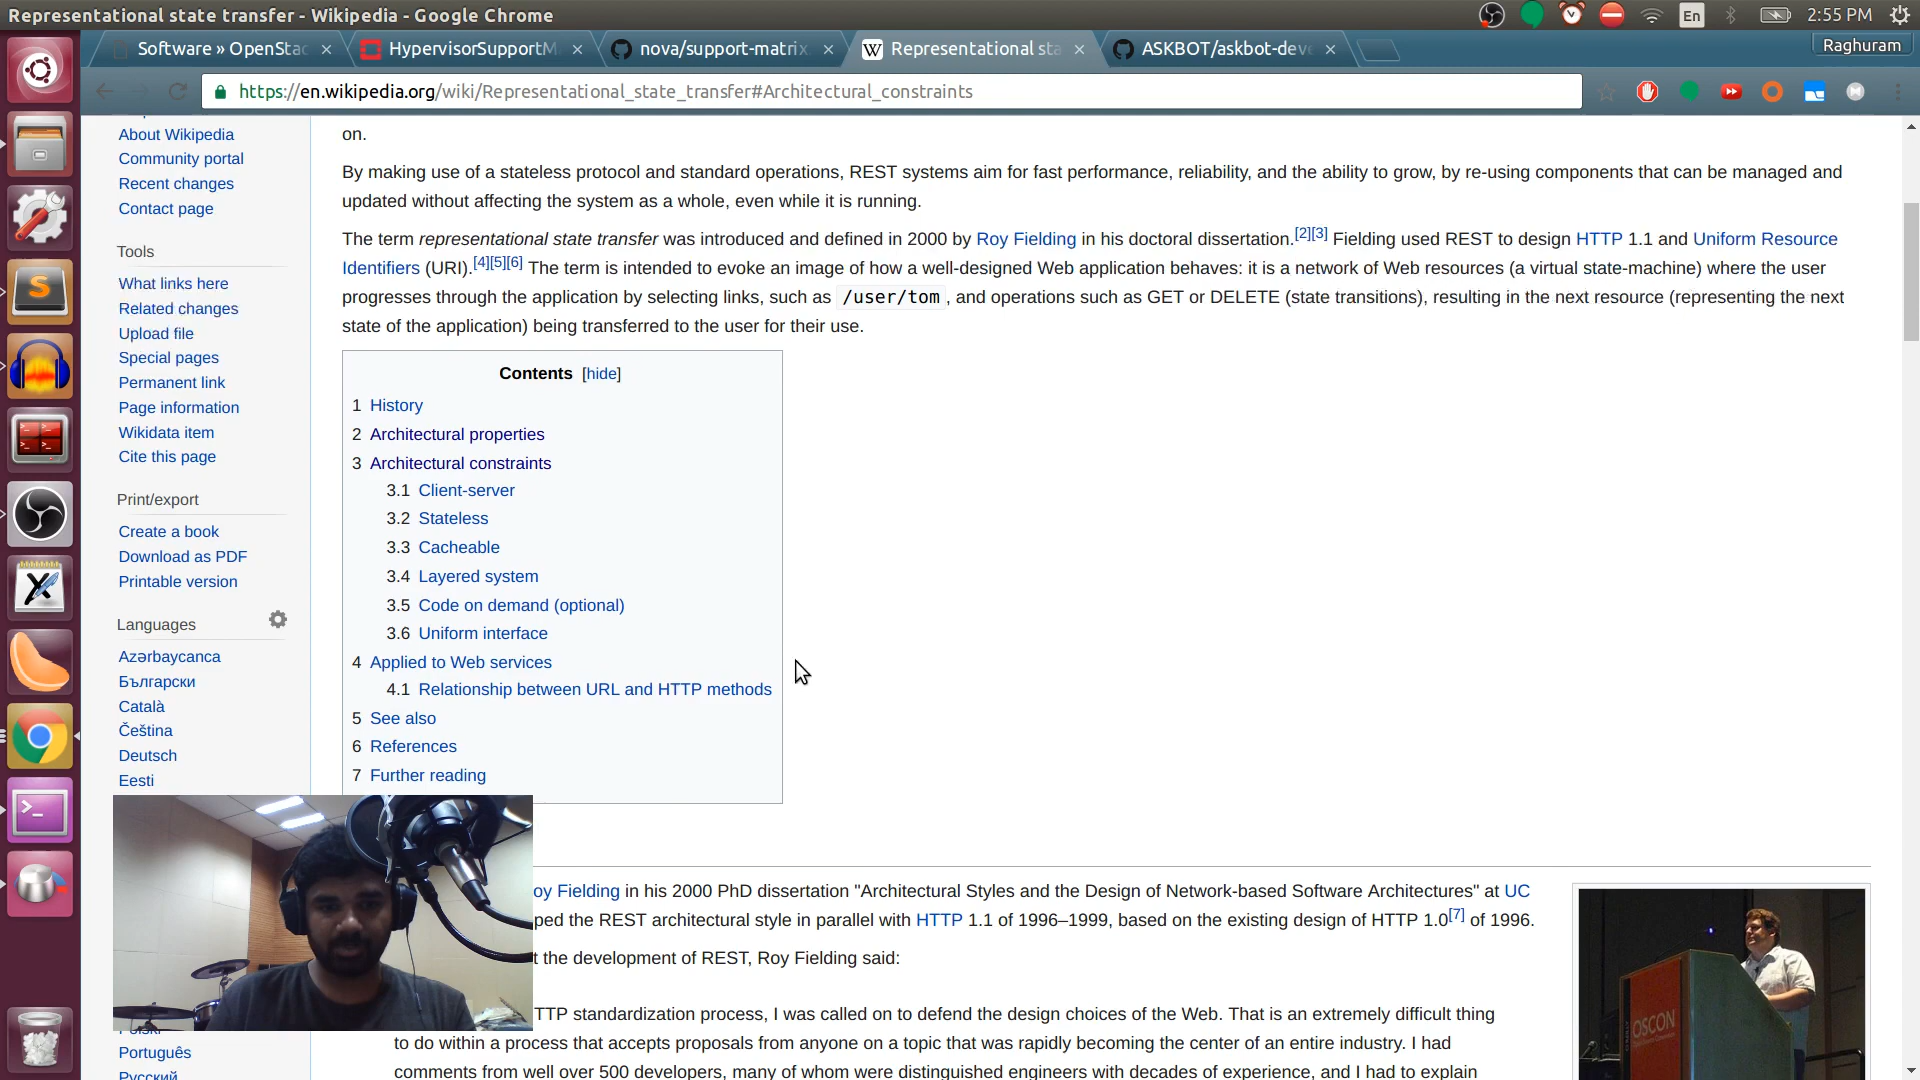 Representational state transfer - Wikipedia - Google Chrome
En
2:55 PM
Software » OpenStac
HypervisorSupportM
nova/support-matrix
Representational sta
ASKBOT/askbot-deve
Raghuram
https://en.wikipedia.org/wiki/Representational_state_transfer#Architectural_constraints
About Wikipedia
Community portal
Recent changes
Contact page
Tools
What links here
Related changes
Upload file
Special pages
Permanent link
Page information
Wikidata item
Cite this page
Print/export
Create a book
Download as PDF
Printable version
Languages
Azərbaycanca
Български
Català
Čeština
Deutsch
Eesti
Polski
Português
Русский
on.
By making use of a stateless protocol and standard operations, REST systems aim for fast performance, reliability, and the ability to grow, by re-using components that can be managed and
updated without affecting the system as a whole, even while it is running.
The term representational state transfer was introduced and defined in 2000 by Roy Fielding in his doctoral dissertation.[2][3] Fielding used REST to design HTTP 1.1 and Uniform Resource
Identifiers (URI).[4][5][6] The term is intended to evoke an image of how a well-designed Web application behaves: it is a network of Web resources (a virtual state-machine) where the user
progresses through the application by selecting links, such as /user/tom , and operations such as GET or DELETE (state transitions), resulting in the next resource (representing the next
state of the application) being transferred to the user for their use.
Contents [hide]
1 History
2 Architectural properties
3 Architectural constraints
3.1 Client-server
3.2 Stateless
3.3 Cacheable
3.4 Layered system
3.5 Code on demand (optional)
3.6 Uniform interface
4 Applied to Web services
4.1 Relationship between URL and HTTP methods
5 See also
6 References
7 Further reading
oy Fielding in his 2000 PhD dissertation "Architectural Styles and the Design of Network-based Software Architectures" at UC
ped the REST architectural style in parallel with HTTP 1.1 of 1996–1999, based on the existing design of HTTP 1.0[7] of 1996.
t the development of REST, Roy Fielding said:
TTP standardization process, I was called on to defend the design choices of the Web. That is an extremely difficult thing
to do within a process that accepts proposals from anyone on a topic that was rapidly becoming the center of an entire industry. I had
comments from well over 500 developers, many of whom were distinguished engineers with decades of experience, and I had to explain
OSCON